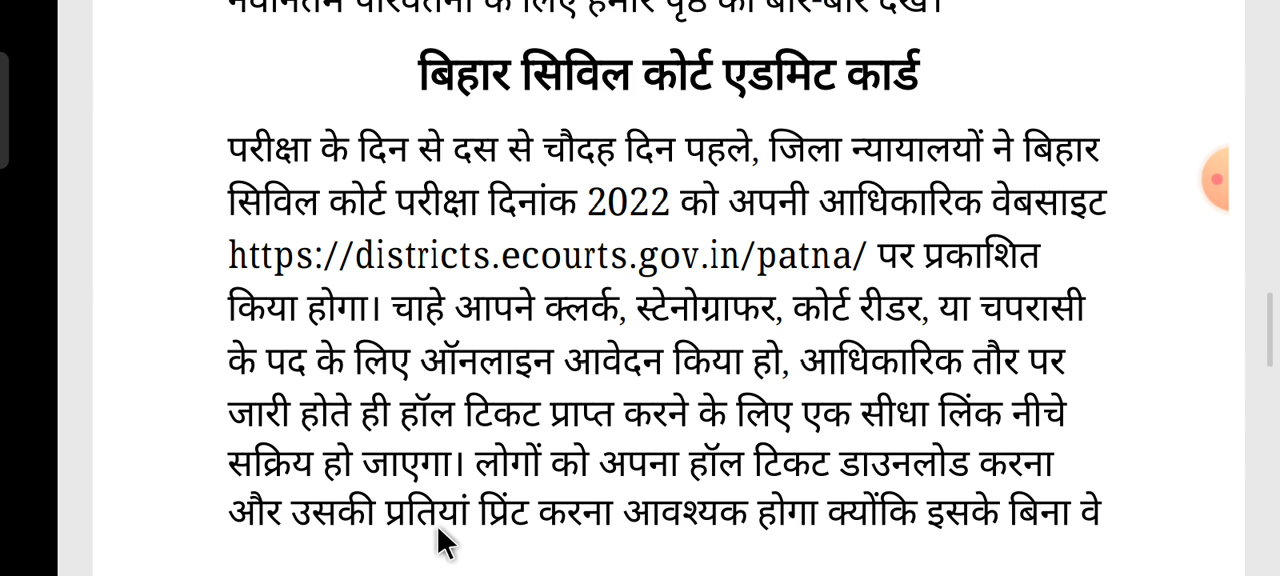 बिहार सिविल कोर्ट एडमिट कार्ड
परीक्षा के दिन से दस से चौदह दिन पहले, जिला न्यायालयों ने बिहार
सिविल कोर्ट परीक्षा दिनांक 2022 को अपनी आधिकारिक वेबसाइट
https://districts.ecourts.gov.in/patna/ पर प्रकाशित
किया होगा। चाहे आपने क्लर्क, स्टेनोग्राफर, कोर्ट रीडर, या चपरासी
के पद के लिए ऑनलाइन आवेदन किया हो, आधिकारिक तौर पर
जारी होते ही हॉल टिकट प्राप्त करने के लिए एक सीधा लिंक नीचे
सक्रिय हो जाएगा। लोगों को अपना हॉल टिकट डाउनलोड करना
और उसकी प्रतियां प्रिंट करना आवश्यक होगा क्योंकि इसके बिना वे